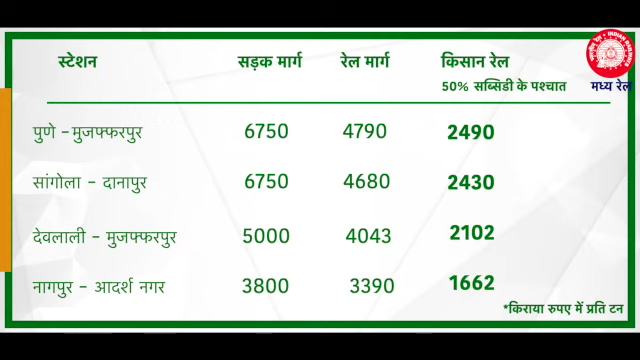 स्टेशन सड़क मार्ग रेल मार्ग किसान रेल
50% सब्सिडी के पश्चात
मध्य रेल
पुणे – मुजफ्फरपुर 6750 4790 2490
सांगोला – दानापुर 6750 4680 2430
देवलाली – मुजफ्फरपुर 5000 4043 2102
नागपुर – आदर्श नगर 3800 3390 1662
*किराया रुपए में प्रति टन